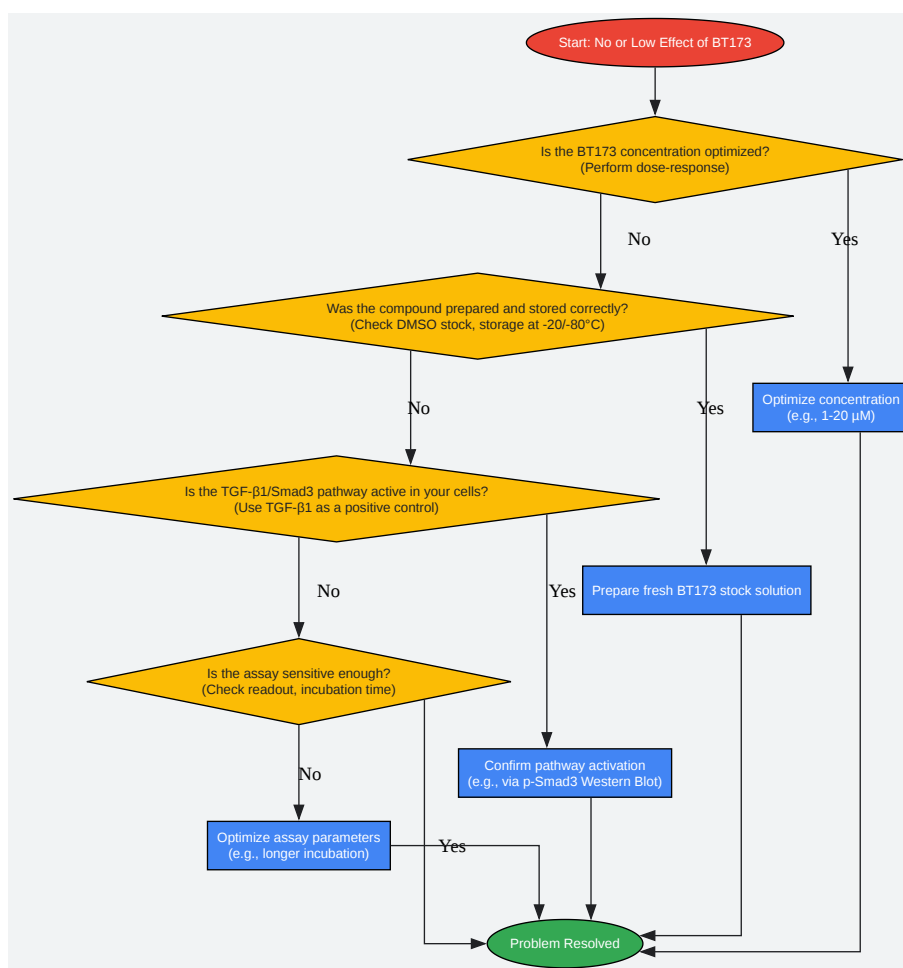 Start: No or Low Effect of BT173
Is the BT173 concentration optimized?
(Perform dose-response)
No
Yes
Was the compound prepared and stored correctly?
(Check DMSO stock, storage at -20/-80°C)
No
Yes
Optimize concentration
(e.g., 1-20 µM)
Is the TGF-β1/Smad3 pathway active in your cells?
(Use TGF-β1 as a positive control)
No
Yes
Prepare fresh BT173 stock solution
Is the assay sensitive enough?
(Check readout, incubation time)
No
Confirm pathway activation
(e.g., via p-Smad3 Western Blot)
Optimize assay parameters
(e.g., longer incubation)
Yes
Problem Resolved